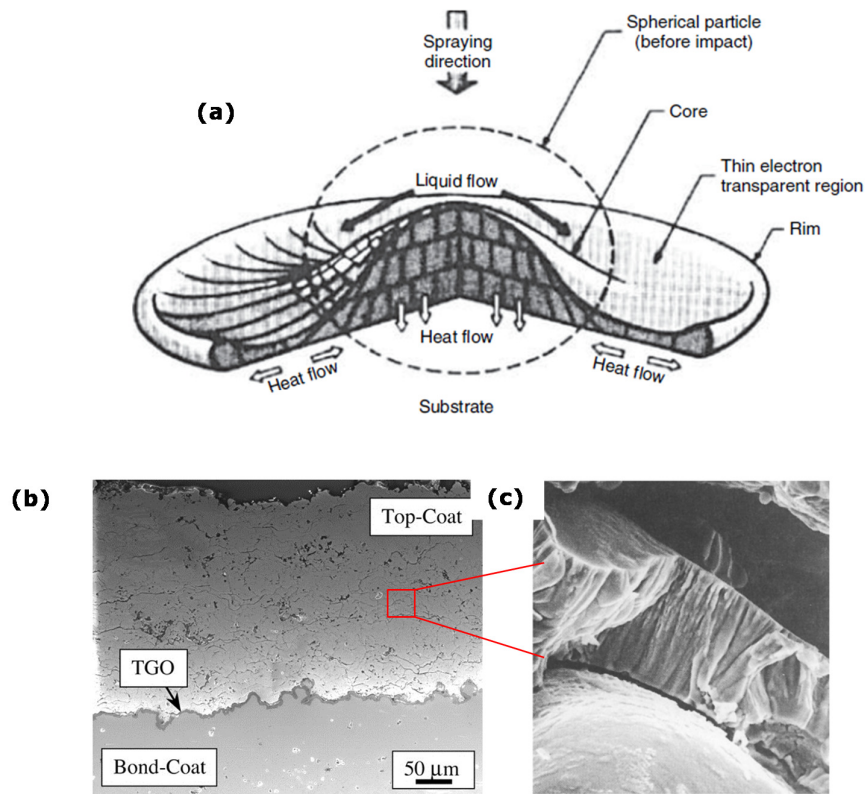 (a)
Spraying
direction
Spherical particle
(before impact)
Core
Liquid flow
Thin electron
transparent region
Rim
Heat flow
Heat flow
Heat flow
Substrate
(b)
Top-Coat
TGO
Bond-Coat
50 μm
(c)